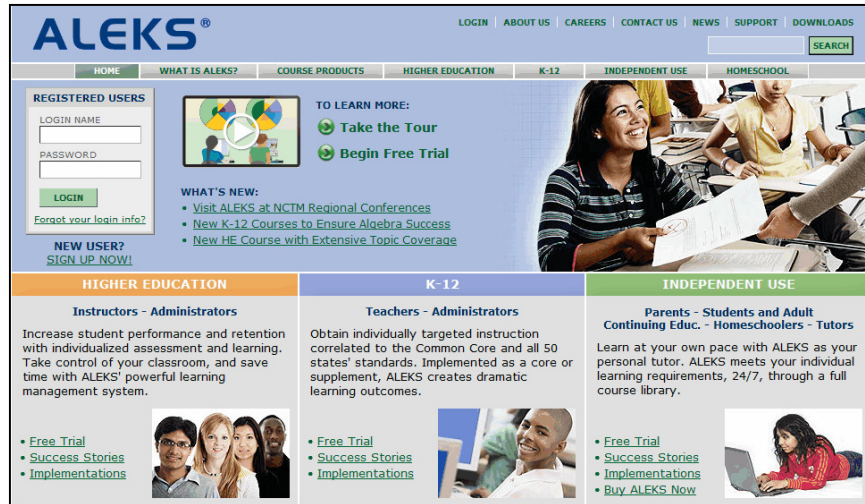 ALEKS®
LOGIN | ABOUT US | CAREERS | CONTACT US | NEWS | SUPPORT | DOWNLOADS
SEARCH
HOME WHAT IS ALEKS? COURSE PRODUCTS HIGHER EDUCATION K-12 INDEPENDENT USE HOMESCHOOL
REGISTERED USERS
LOGIN NAME
PASSWORD
LOGIN
Forgot your login info?
NEW USER?
SIGN UP NOW!
TO LEARN MORE:
Take the Tour
Begin Free Trial
WHAT'S NEW:
• Visit ALEKS at NCTM Regional Conferences
• New K-12 Courses to Ensure Algebra Success
• New HE Course with Extensive Topic Coverage
HIGHER EDUCATION
Instructors - Administrators
Increase student performance and retention
with individualized assessment and learning.
Take control of your classroom, and save
time with ALEKS' powerful learning
management system.
• Free Trial
• Success Stories
• Implementations
K-12
Teachers - Administrators
Obtain individually targeted instruction
correlated to the Common Core and all 50
states' standards. Implemented as a core or
supplement, ALEKS creates dramatic
learning outcomes.
• Free Trial
• Success Stories
• Implementations
INDEPENDENT USE
Parents - Students and Adult
Continuing Educ. - Homeschoolers - Tutors
Learn at your own pace with ALEKS as your
personal tutor. ALEKS meets your individual
learning requirements, 24/7, through a full
course library.
• Free Trial
• Success Stories
• Implementations
• Buy ALEKS Now